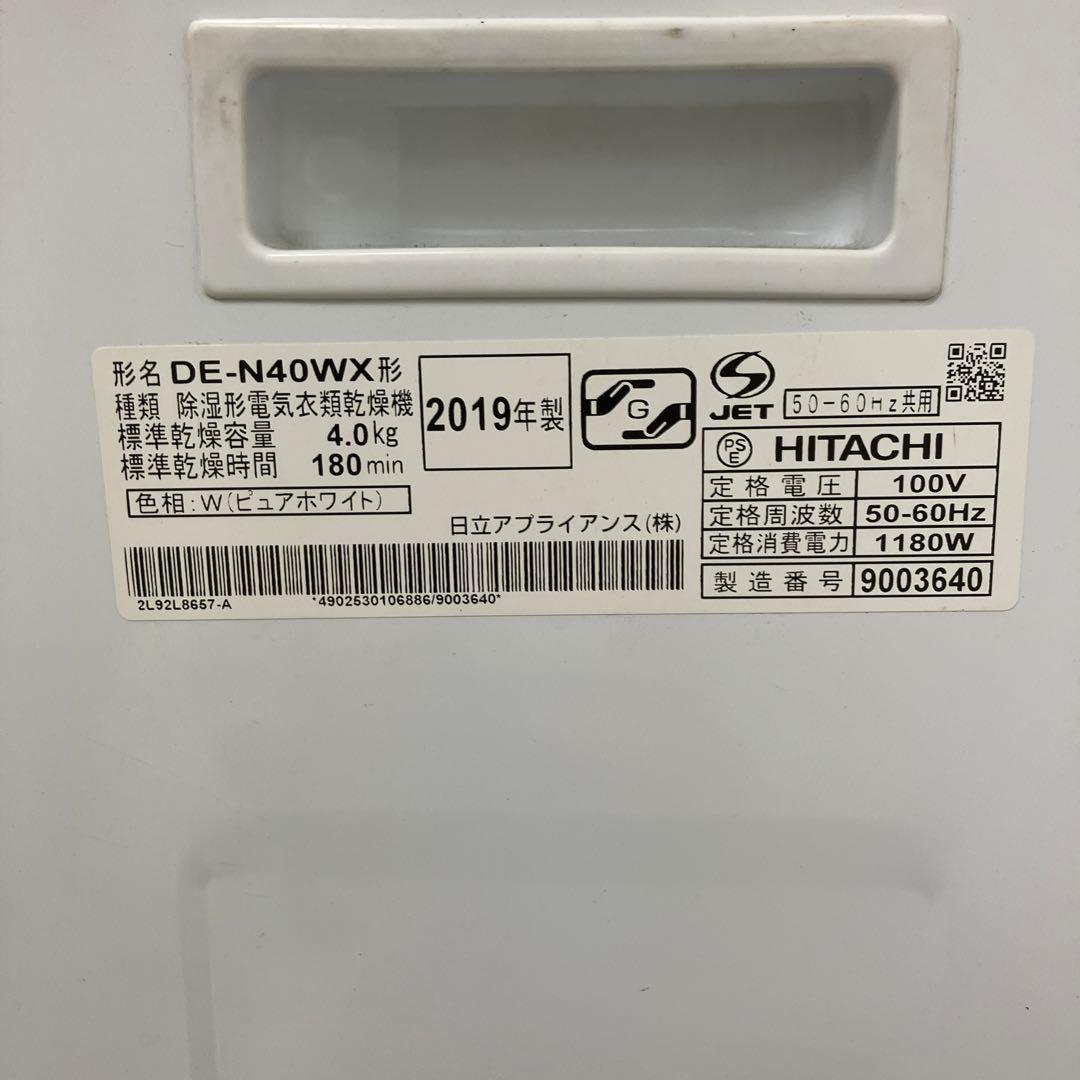 形名 DE-N40WX形
種類 除湿形電気衣類乾燥機
標準乾燥容量 4.0kg
標準乾燥時間 180min
色相:W(ピュアホワイト)
2019年製
G
JET
50-60Hz共用
PSE HITACHI
定格電圧 100V
定格周波数 50-60Hz
定格消費電力 1180W
製造番号 9003640
日立アプライアンス(株)
2L92L8657-A
*4902530106886/9003640*